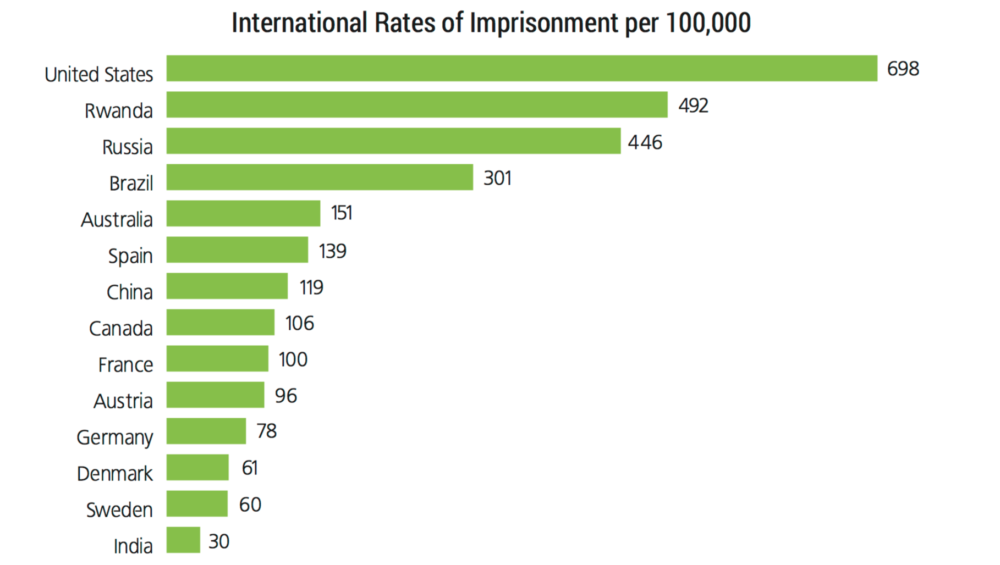 International Rates of Imprisonment per 100,000
United States 698
Rwanda 492
Russia 446
Brazil 301
Australia 151
Spain 139
China 119
Canada 106
France 100
Austria 96
Germany 78
Denmark 61
Sweden 60
India 30